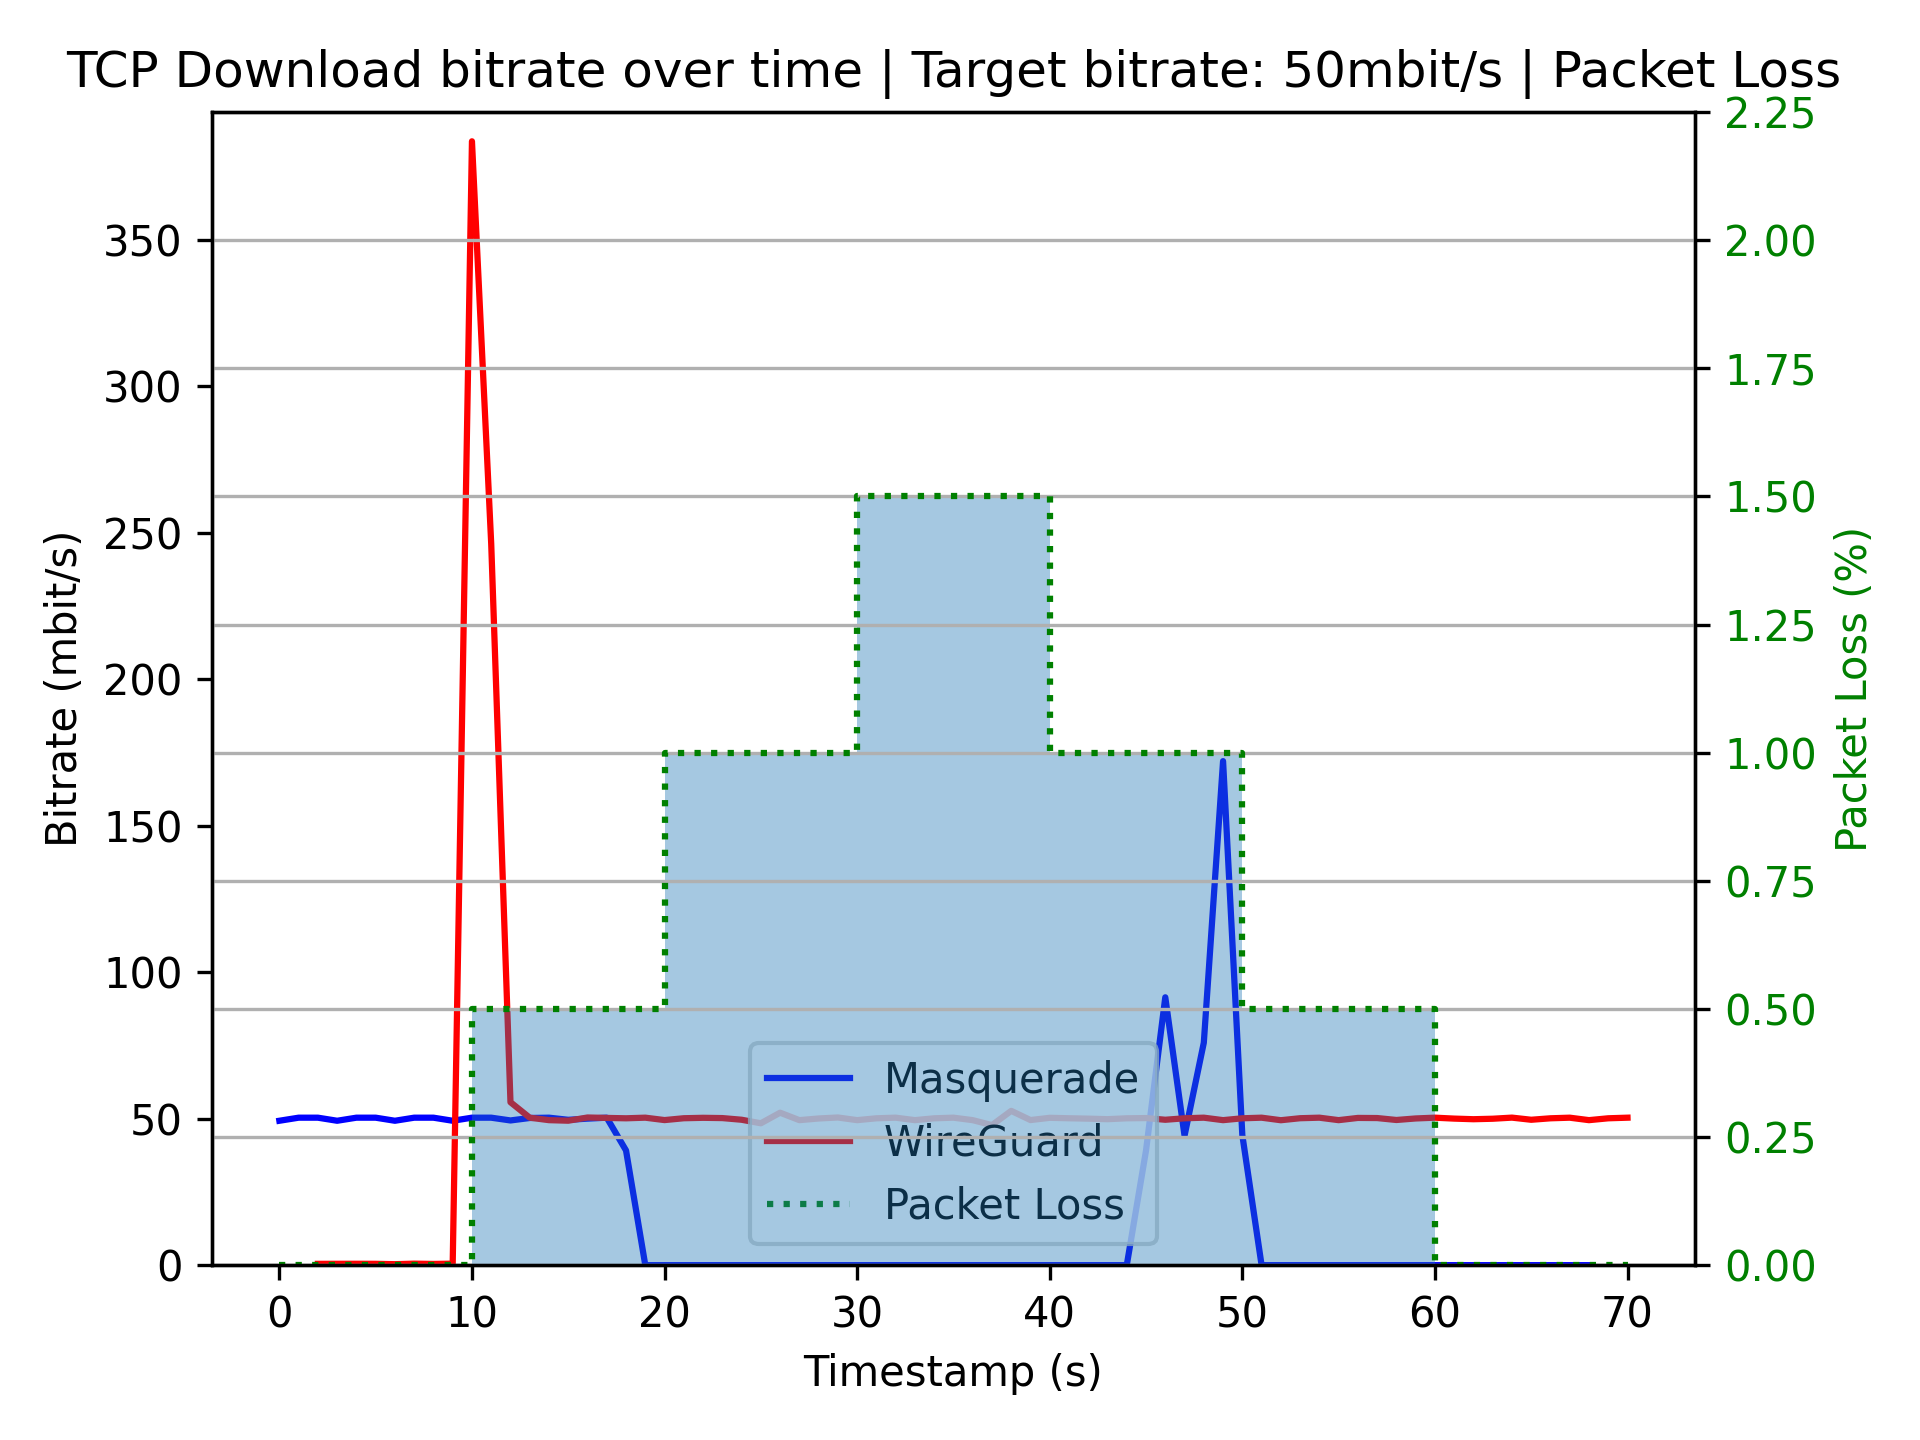 TCP Download bitrate over time | Target bitrate: 50mbit/s | Packet Loss
Bitrate (mbit/s)
350
300
250
200
150
100
50
0
Masquerade
WireGuard
Packet Loss
2.25
2.00
1.75
1.50
1.25
1.00
0.75
0.50
0.25
0.00
Packet Loss (%)
0 10 20 30 40 50 60 70
Timestamp (s)